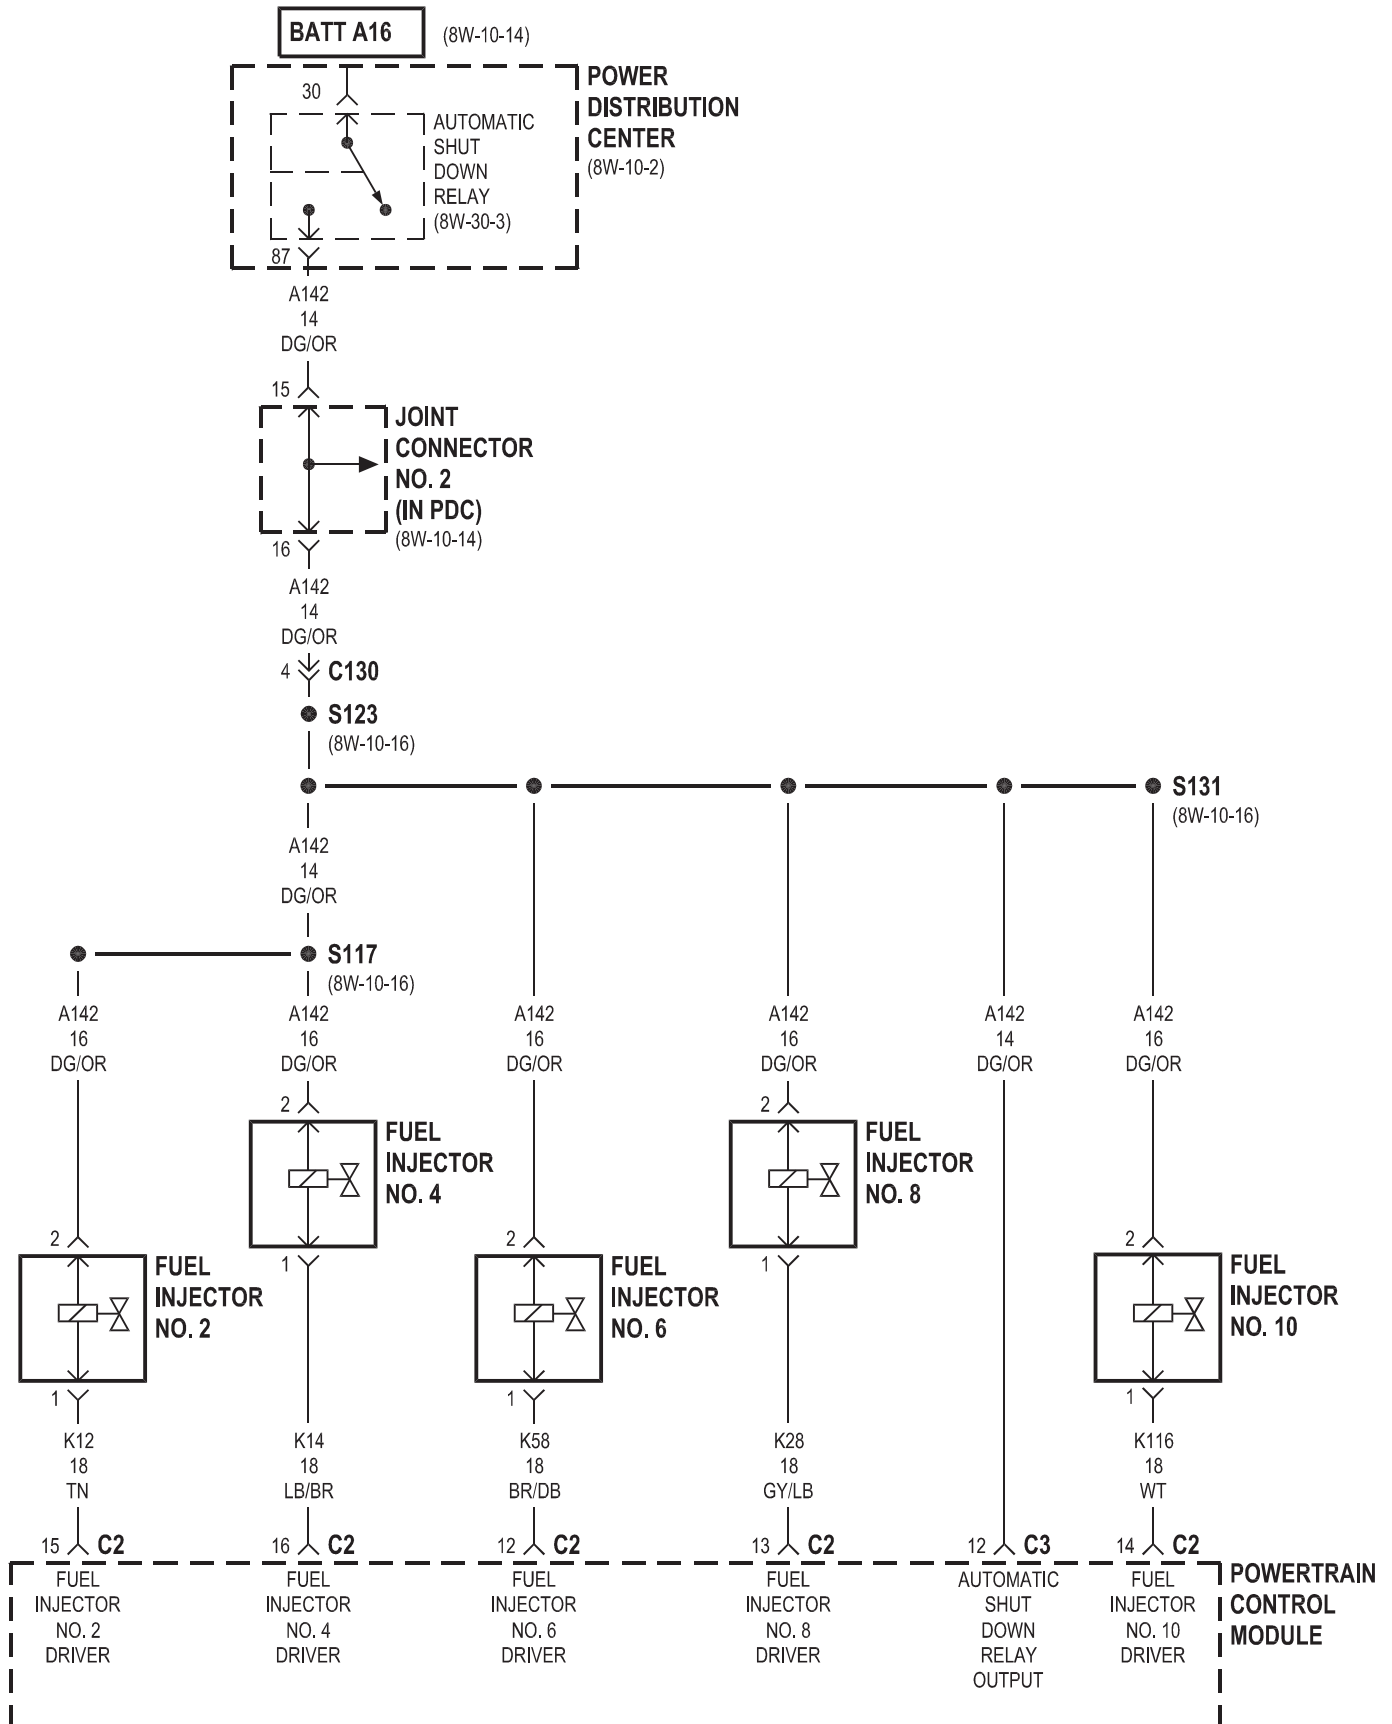 BATT A16
(8W-10-14)
POWER
DISTRIBUTION
CENTER
(8W-10-2)
30
AUTOMATIC
SHUT
DOWN
RELAY
(8W-30-3)
87
A142
14
DG/OR
15
JOINT
CONNECTOR
NO. 2
(IN PDC)
(8W-10-14)
16
A142
14
DG/OR
4
C130
S123
(8W-10-16)
S131
(8W-10-16)
A142
14
DG/OR
S117
(8W-10-16)
A142
16
DG/OR
A142
16
DG/OR
A142
16
DG/OR
A142
16
DG/OR
A142
14
DG/OR
A142
16
DG/OR
2
FUEL
INJECTOR
NO. 4
1
2
FUEL
INJECTOR
NO. 8
1
2
FUEL
INJECTOR
NO. 2
1
2
FUEL
INJECTOR
NO. 6
1
2
FUEL
INJECTOR
NO. 10
1
K12
18
TN
K14
18
LB/BR
K58
18
BR/DB
K28
18
GY/LB
K116
18
WT
15
C2
16
C2
12
C2
13
C2
12
C3
14
C2
FUEL
INJECTOR
NO. 2
DRIVER
FUEL
INJECTOR
NO. 4
DRIVER
FUEL
INJECTOR
NO. 6
DRIVER
FUEL
INJECTOR
NO. 8
DRIVER
AUTOMATIC
SHUT
DOWN
RELAY
OUTPUT
FUEL
INJECTOR
NO. 10
DRIVER
POWERTRAIN
CONTROL
MODULE